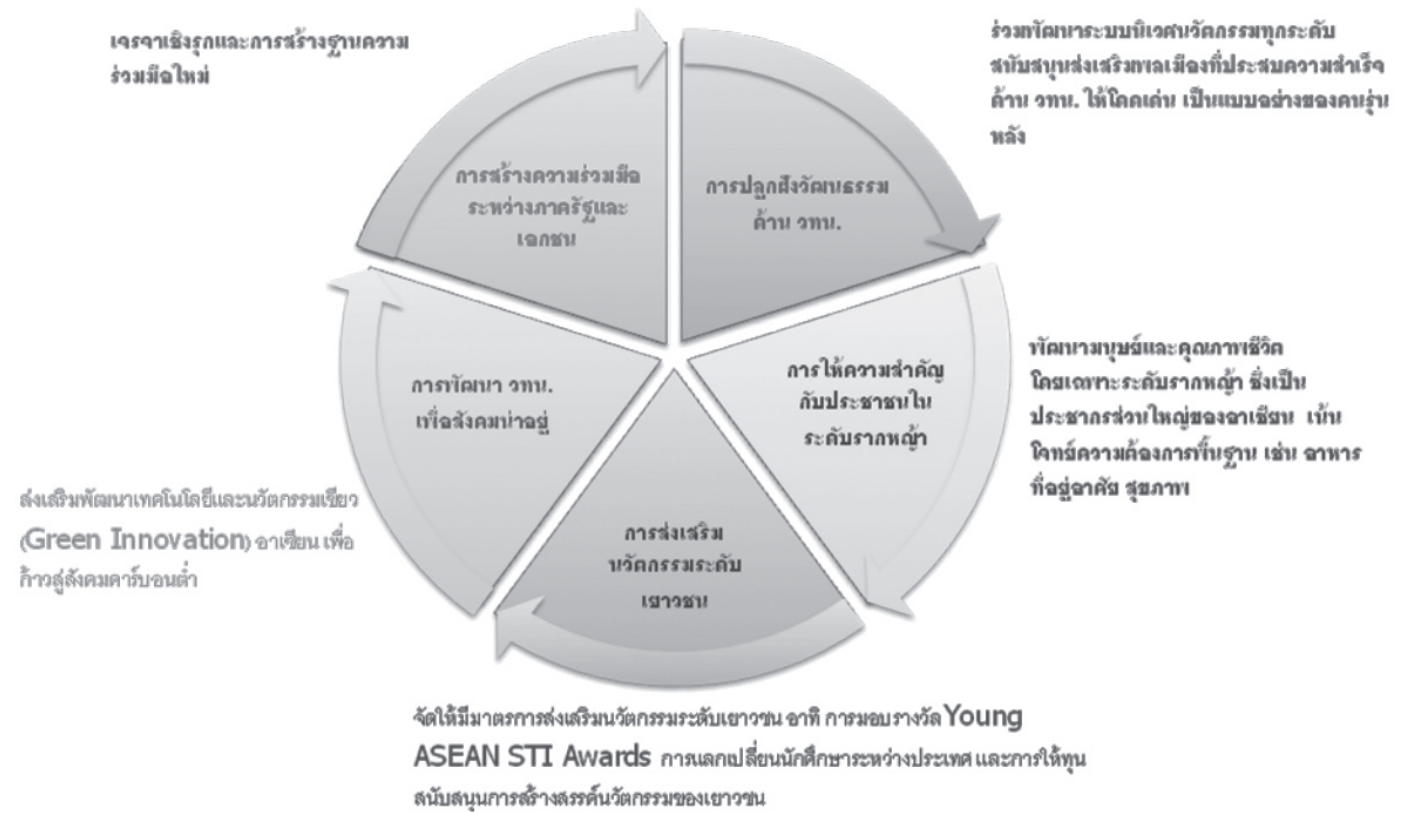 เจรจาเชิงรุกและการสร้างฐานความ
ร่วมมือใหม่
ร่วมพัฒนาระบบนิเวศนวัตกรรมทุกระดับ
สนับสนุนส่งเสริมพลเมืองที่ประสบความสำเร็จ
ด้าน วทน. ให้โดดเด่น เป็นแบบอย่างของคนรุ่น
หลัง
การสร้างความร่วมมือ
ระหว่างภาครัฐและ
เอกชน
การปลูกฝังวัฒนธรรม
ด้าน วทน.
การให้ความสำคัญ
กับประชาชนใน
ระดับรากหญ้า
พัฒนามนุษย์และคุณภาพชีวิต
โดยเฉพาะระดับรากหญ้า ซึ่งเป็น
ประชากรส่วนใหญ่ของอาเซียน เน้น
โจทย์ความต้องการพื้นฐาน เช่น อาหาร
ที่อยู่อาศัย สุขภาพ
การพัฒนา วทน.
เพื่อสังคมน่าอยู่
ส่งเสริมพัฒนาเทคโนโลยีและนวัตกรรมเขียว
(Green Innovation) อาเซียน เพื่อ
ก้าวสู่สังคมคาร์บอนต่ำ
การส่งเสริม
นวัตกรรมระดับ
เยาวชน
จัดให้มีมาตรการส่งเสริมนวัตกรรมระดับเยาวชน อาทิ การมอบรางวัล Young
ASEAN STI Awards การแลกเปลี่ยนนักศึกษาระหว่างประเทศ และการให้ทุน
สนับสนุนการสร้างสรรค์นวัตกรรมของเยาวชน